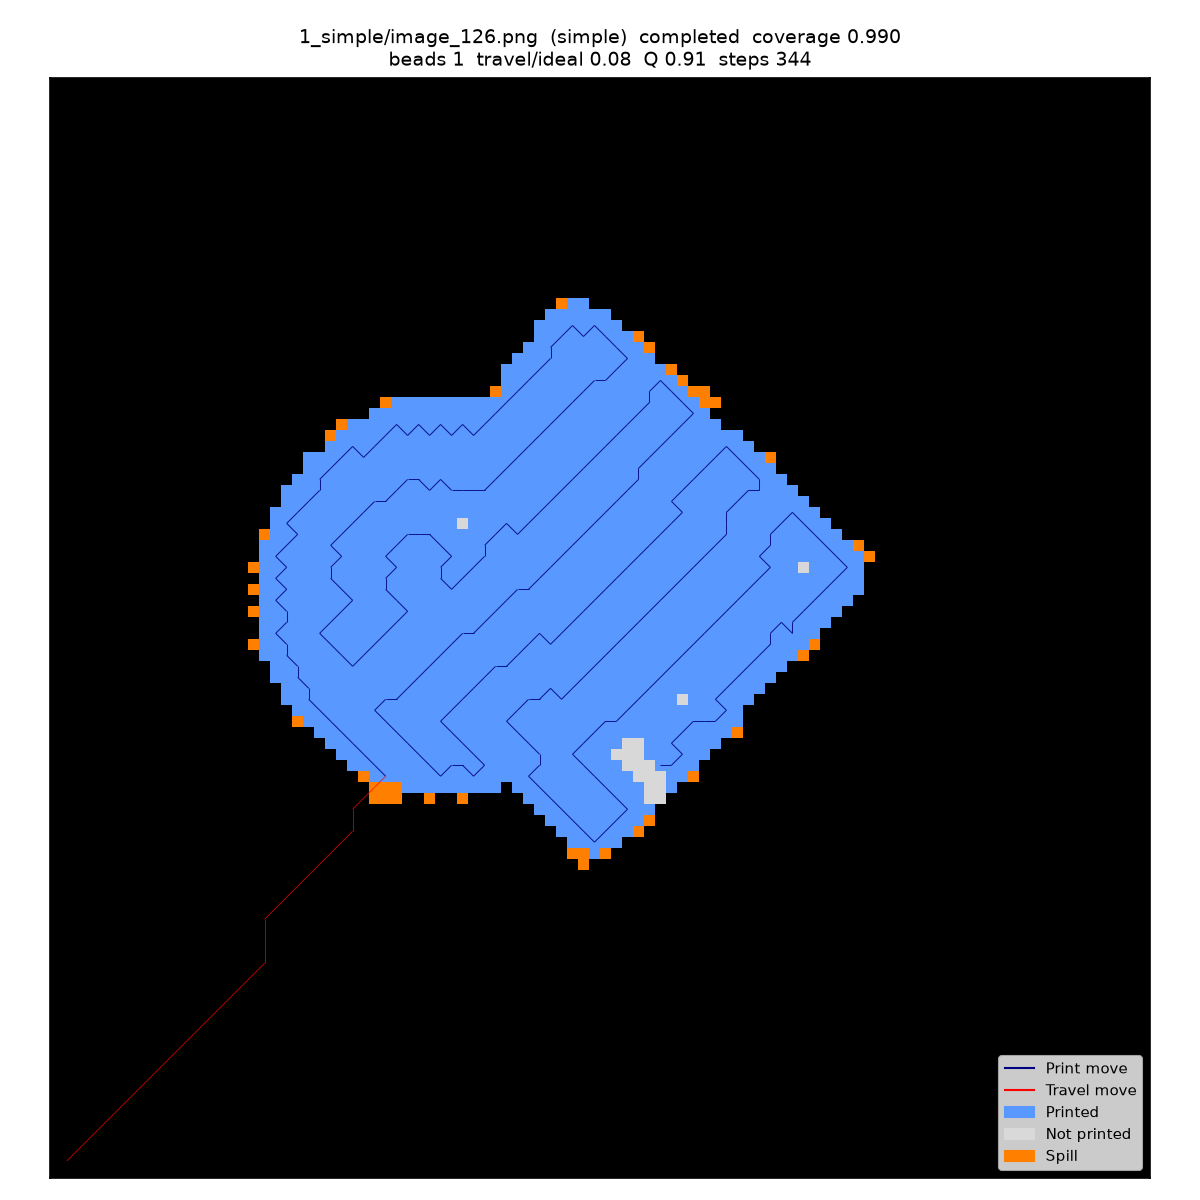 1_simple/image_126.png  (simple)  completed  coverage 0.990
beads 1  travel/ideal 0.08  Q 0.91  steps 344
Print move
Travel move
Printed
Not printed
Spill